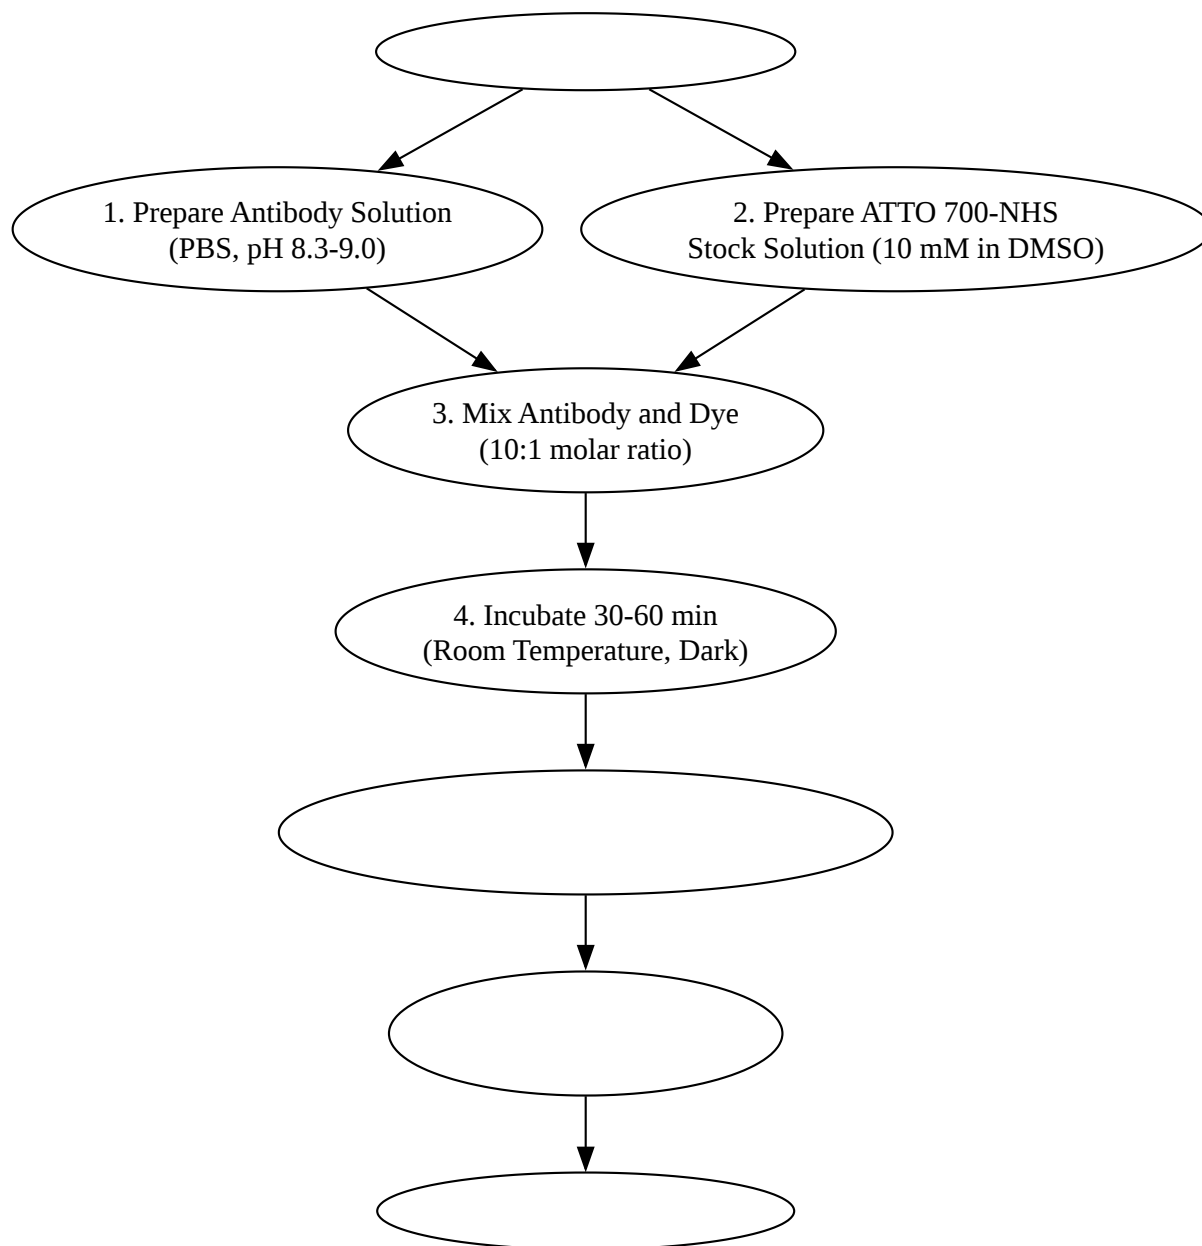 1. Prepare Antibody Solution
(PBS, pH 8.3-9.0)
2. Prepare ATTO 700-NHS
Stock Solution (10 mM in DMSO)
3. Mix Antibody and Dye
(10:1 molar ratio)
4. Incubate 30-60 min
(Room Temperature, Dark)